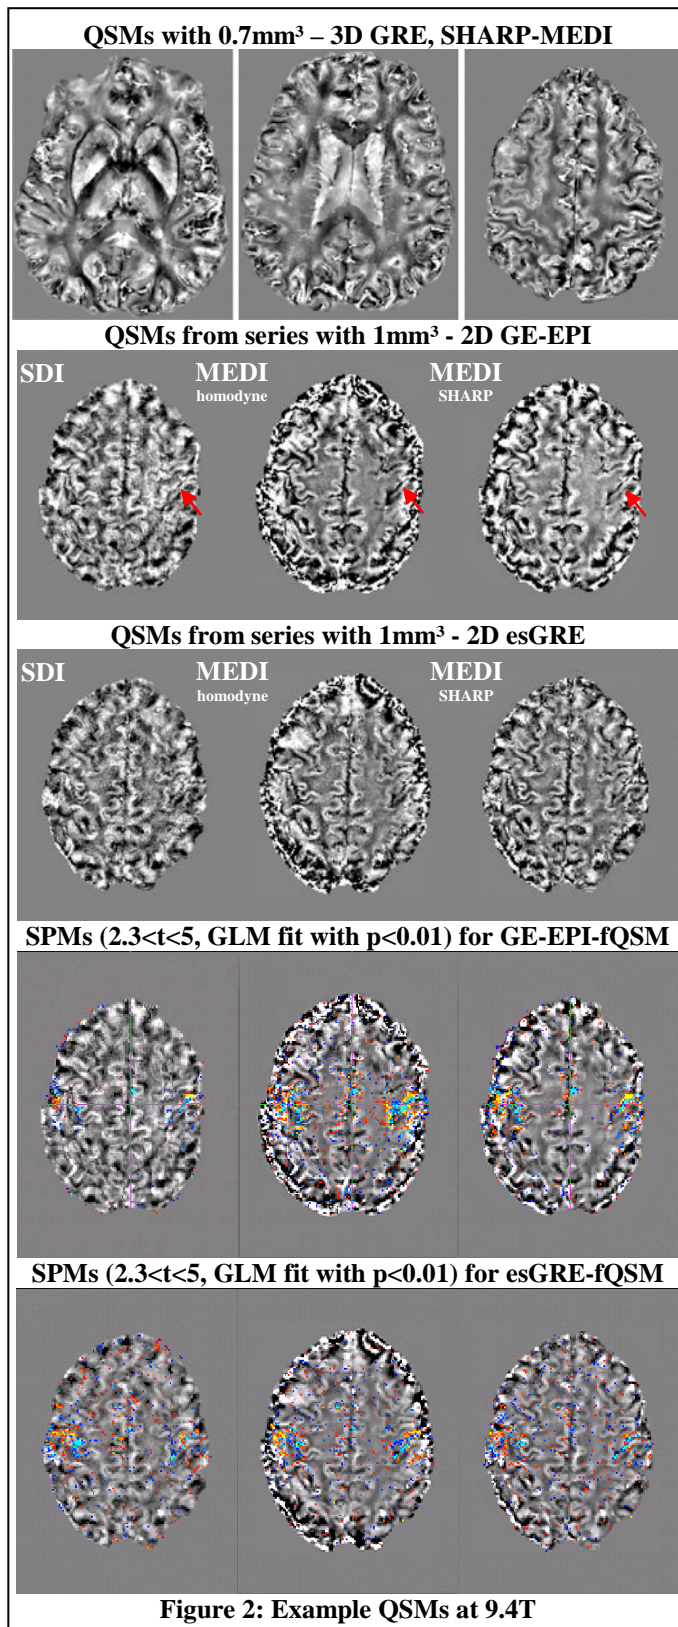 QSMs with 0.7mm³ – 3D GRE, SHARP-MEDI
QSMs from series with 1mm³ - 2D GE-EPI
SDI MEDI MEDI
homodyne SHARP
QSMs from series with 1mm³ - 2D esGRE
SDI MEDI MEDI
homodyne SHARP
SPMs (2.3<t<5, GLM fit with p<0.01) for GE-EPI-fQSM
SPMs (2.3<t<5, GLM fit with p<0.01) for esGRE-fQSM
Figure 2: Example QSMs at 9.4T